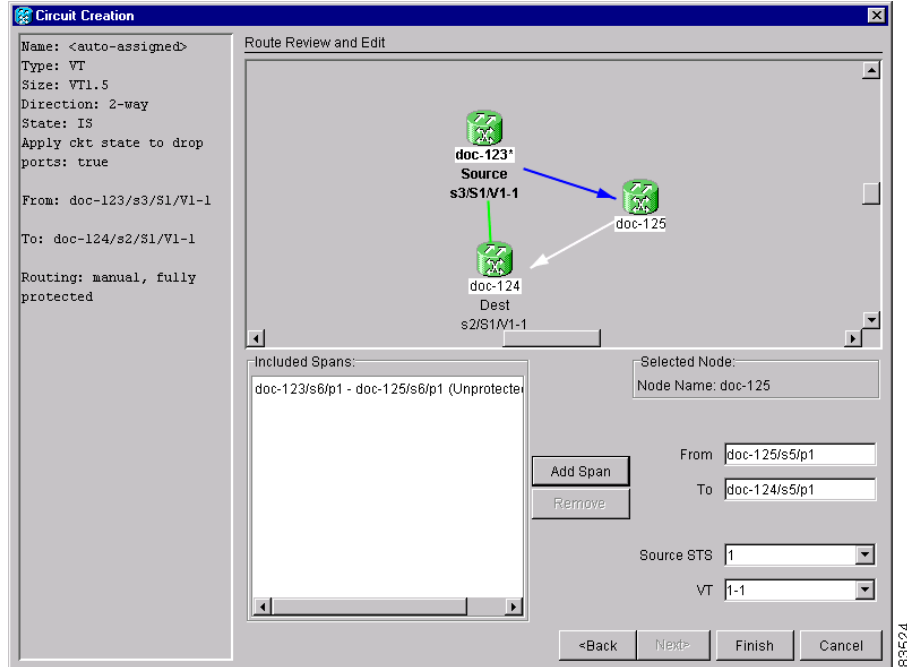 Circuit Creation
Name: <auto-assigned>
Type: VT
Size: VT1.5
Direction: 2-way
State: IS
Apply ckt state to drop
ports: true
From: doc-123/s3/S1/V1-1
To: doc-124/s2/S1/V1-1
Routing: manual, fully
protected
Route Review and Edit
doc-123*
Source
s3/S1/V1-1
doc-125
doc-124
Dest
s2/S1/V1-1
Included Spans:
doc-123/s6/p1 - doc-125/s6/p1 (Unprotected
Selected Node:
Node Name: doc-125
Add Span
Remove
From doc-125/s5/p1
To doc-124/s5/p1
Source STS 1
VT 1-1
<Back Next> Finish Cancel
83524